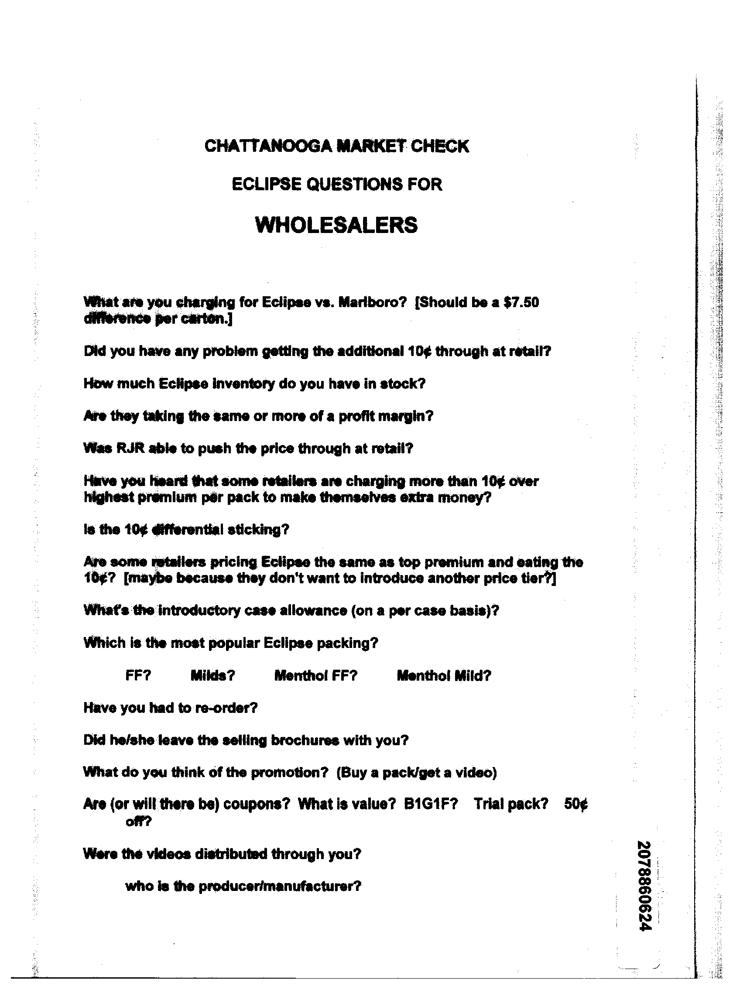 CHATTANOOGA MARKET CHECK
ECLIPSE QUESTIONS FOR
WHOLESALERS
What are you charging for Eclipse vs. Marlboro? [Should be a $7.50
difference per carton.]
Did you have any problem getting the additional 10¢ through at retail?
How much Eclipse inventory do you have in stock?
Are they taking the same or more of a profit margin?
Was RJR able to push the price through at retail?
Have you heard that some retailers are charging more than 10¢ over
highest premium per pack to make themselves extra money?
Is the 10¢ differential sticking?
Are some retailers pricing Eclipse the same as top premium and eating the
10¢? [maybe because they don't want to introduce another price tier?]
What's the introductory case allowance (on a per case basis)?
Which is the most popular Eclipse packing?
FF? Milds? Menthol FF? Menthol Mild?
Have you had to re-order?
Did he/she leave the selling brochures with you?
What do you think of the promotion? (Buy a pack/get a video)
Are (or will there be) coupons? What is value? B1G1F? Trial pack? 50¢
off?
Were the videos distributed through you?
who is the producer/manufacturer?
2078860624